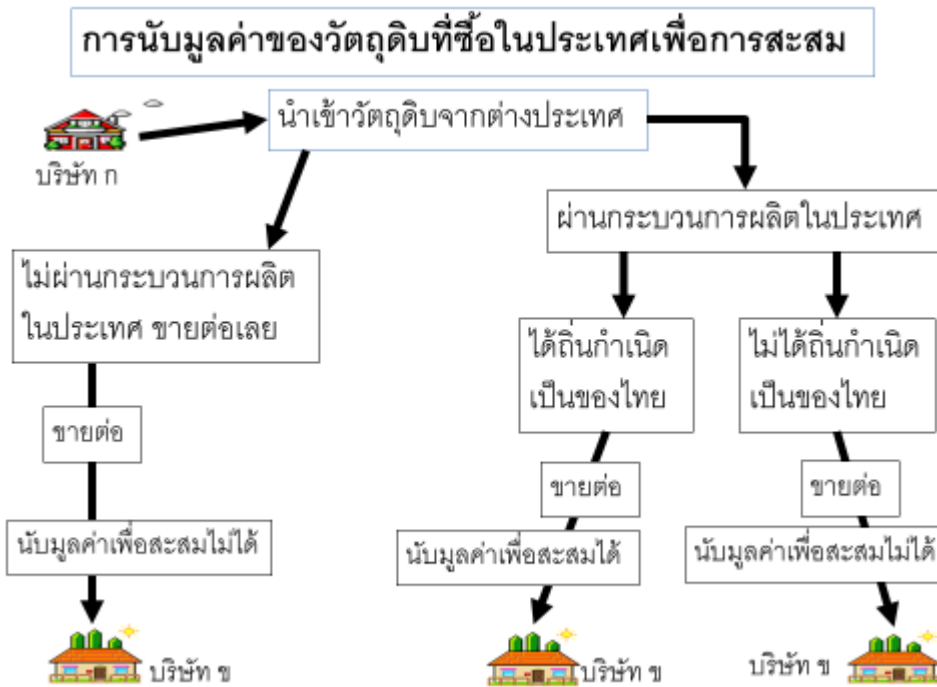 การนับมูลค่าของวัตถุดิบที่ซื้อในประเทศเพื่อการสะสม
นำเข้าวัตถุดิบจากต่างประเทศ
บริษัท ก
ผ่านกระบวนการผลิตในประเทศ
ไม่ผ่านกระบวนการผลิต
ในประเทศ ขายต่อเลย
ได้ถิ่นกำเนิด
เป็นของไทย
ไม่ได้ถิ่นกำเนิด
เป็นของไทย
ขายต่อ
ขายต่อ
ขายต่อ
นับมูลค่าเพื่อสะสมไม่ได้
นับมูลค่าเพื่อสะสมได้
นับมูลค่าเพื่อสะสมไม่ได้
บริษัท ข
บริษัท ข
บริษัท ข